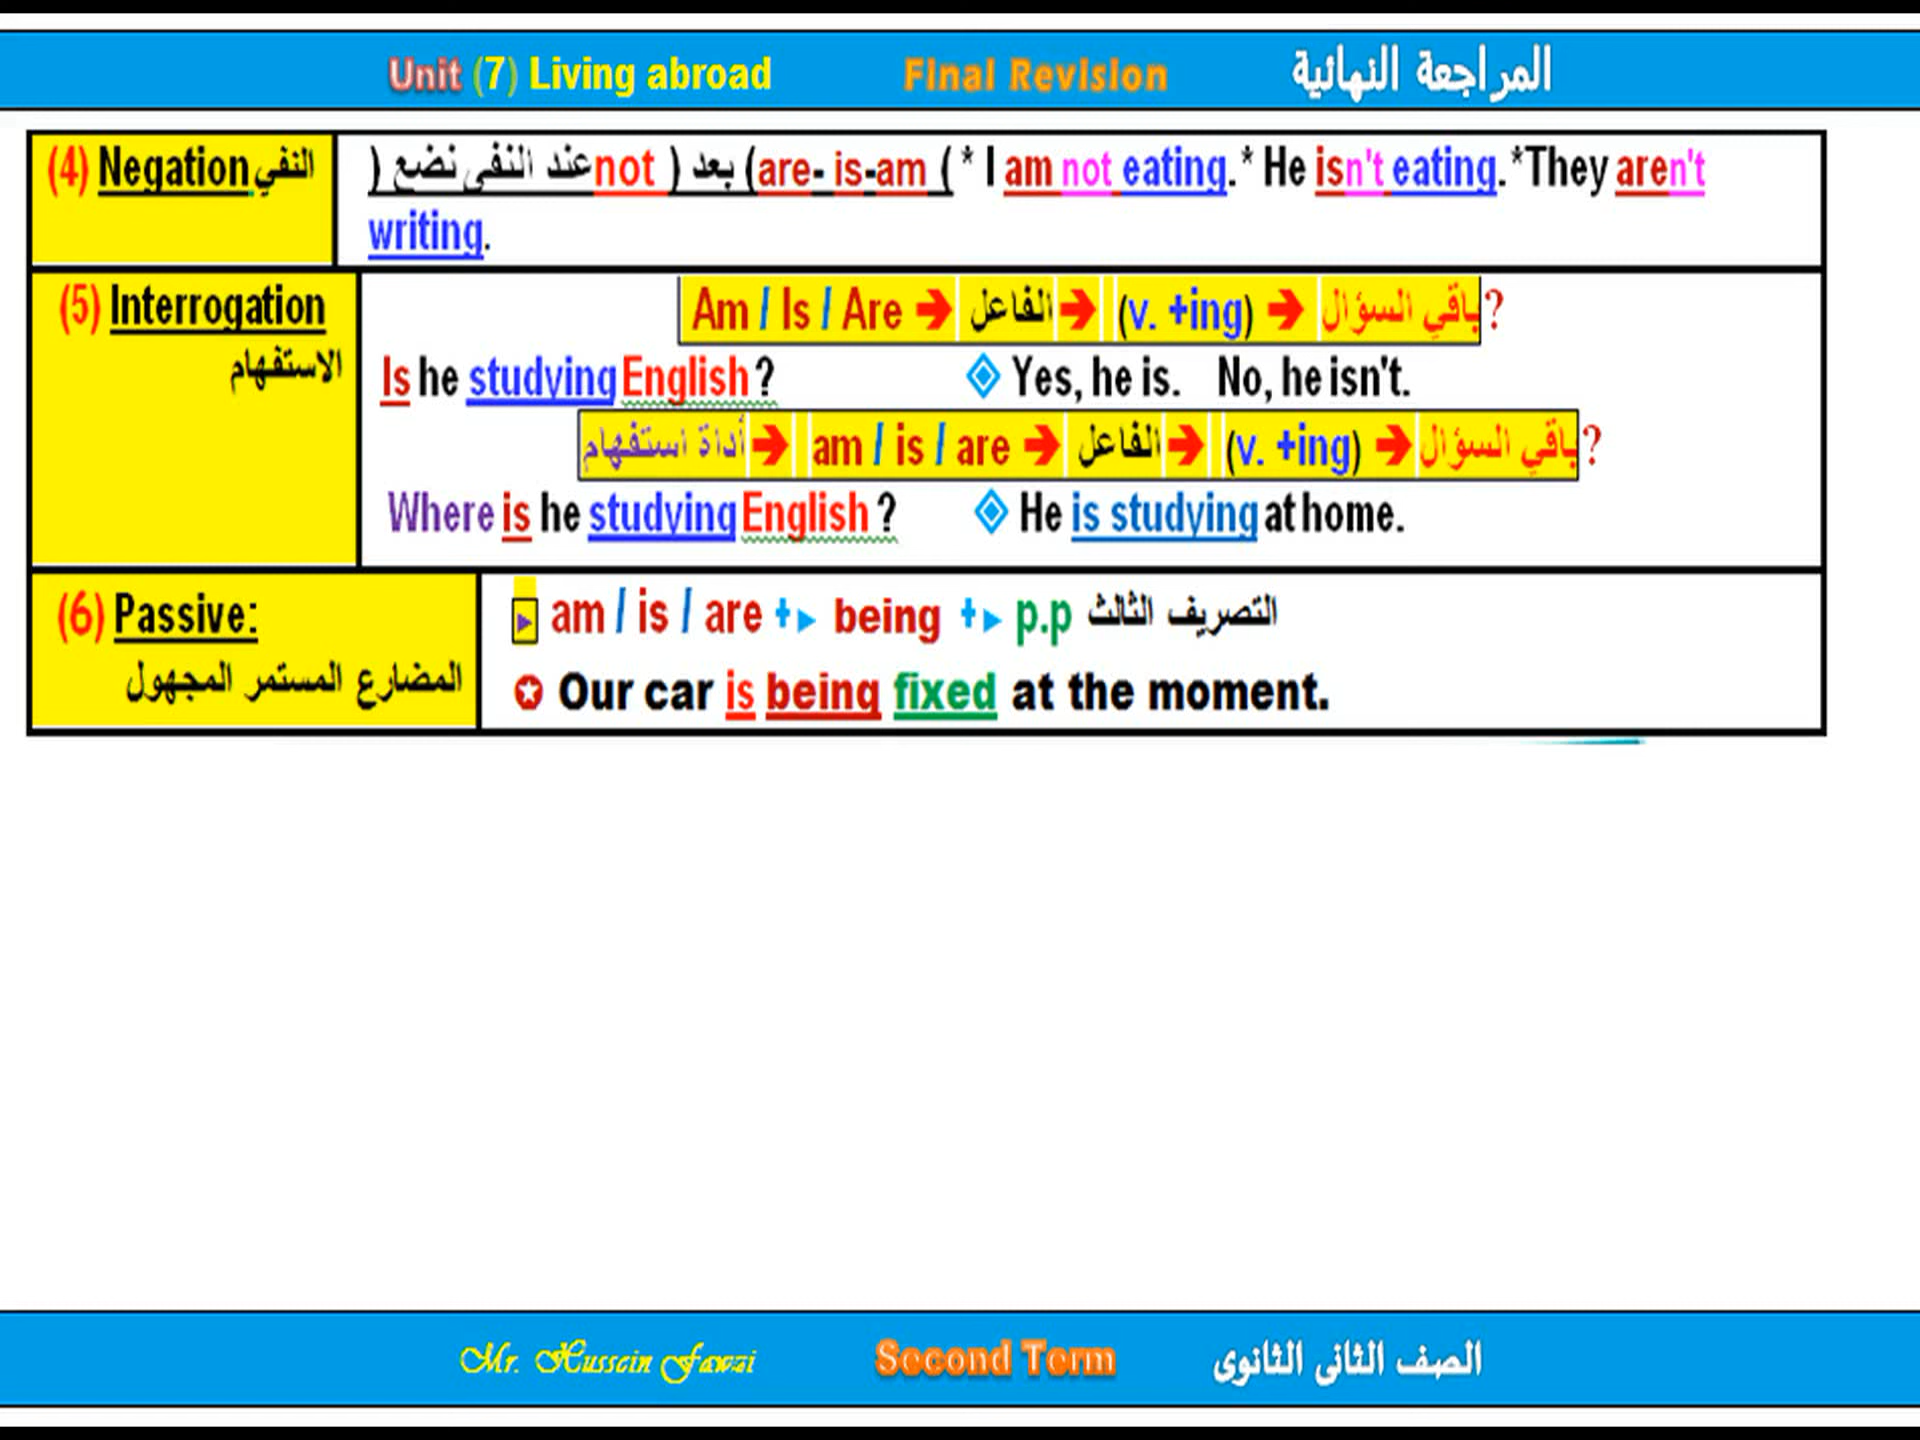 Unit (7) Living abroad Final Revision المراجعة النهائية
(4) Negation النفي
( عند النفى نضع not ) بعد (are- is-am ( * I am not eating.* He isn't eating.*They aren't
writing.
(5) Interrogation
الاستفهام
Am / Is / Are ➔ الفاعل ➔ (v. +ing) ➔ باقي السؤال ?
Is he studying English ? Yes, he is. No, he isn't.
أداة استفهام ➔ am / is / are ➔ الفاعل ➔ (v. +ing) ➔ باقي السؤال ?
Where is he studying English ? He is studying at home.
(6) Passive:
المضارع المستمر المجهول
am / is / are + being + p.p التصريف الثالث
Our car is being fixed at the moment.
Mr. Hussein Fawzi Second Term الصف الثانى الثانوى